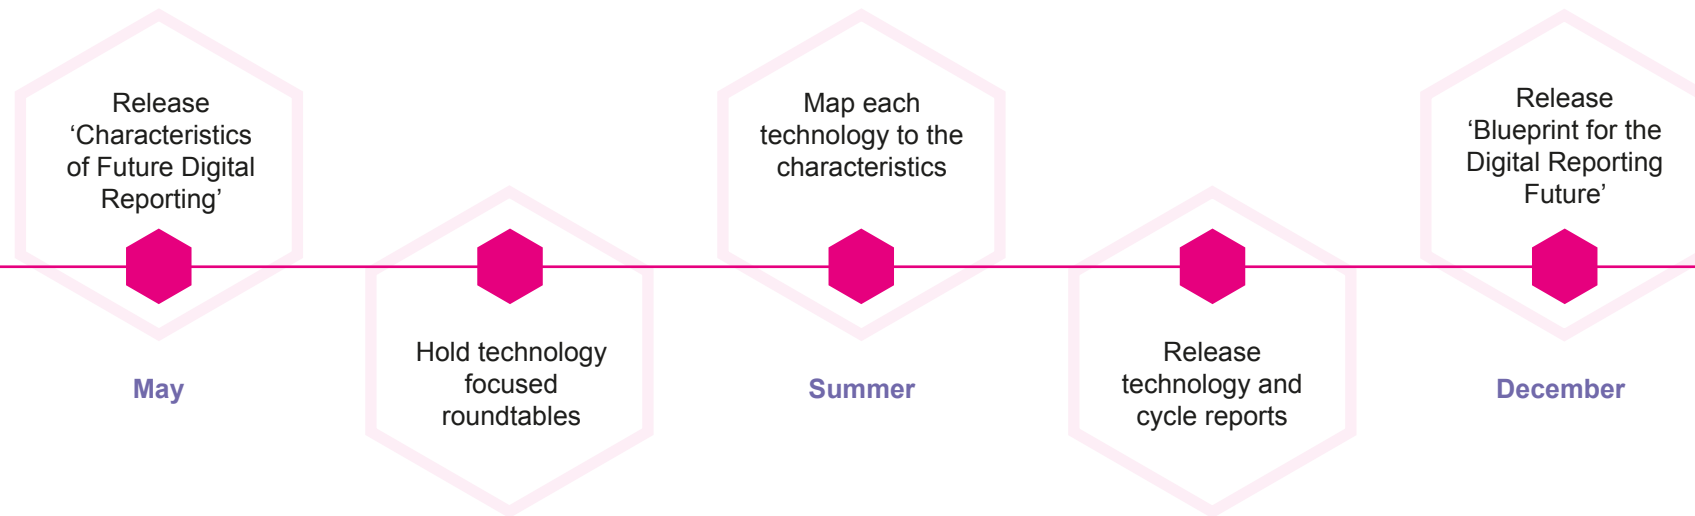 Release
‘Characteristics
of Future Digital
Reporting’
May
Hold technology
focused
roundtables
Map each
technology to the
characteristics
Summer
Release
technology and
cycle reports
Release
‘Blueprint for the
Digital Reporting
Future’
December